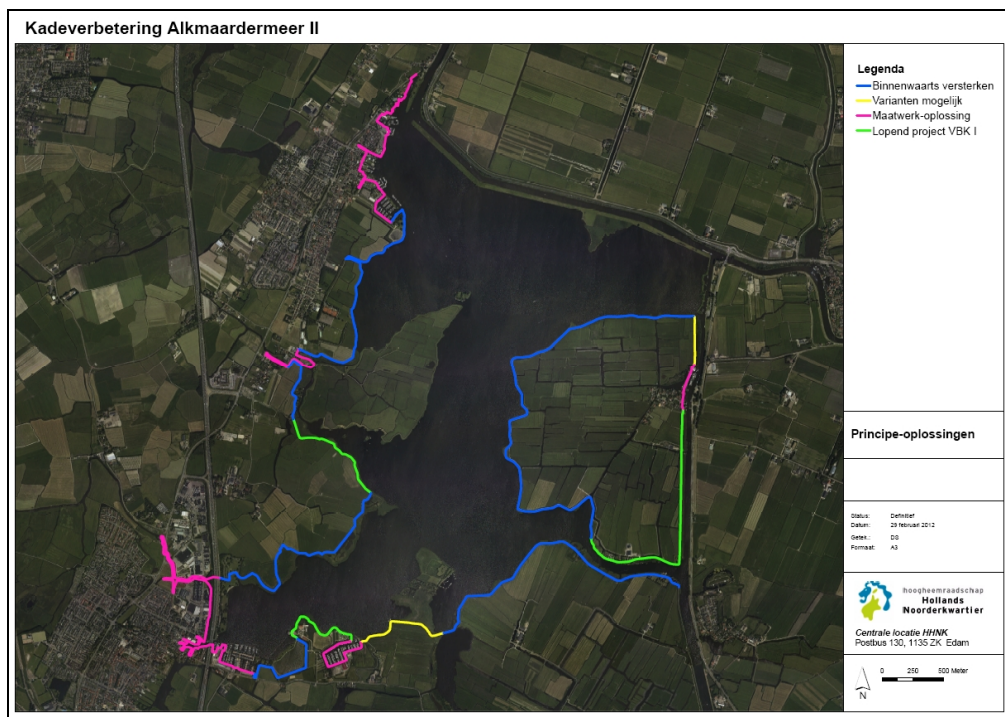 Kadeverbetering Alkmaardermeer II
Legenda
Binnenwaarts versterken
Varianten mogelijk
Maatwerk-oplossing
Lopend project VBK I
Principe-oplossingen
Status: Definitief
Datum: 29 februari 2012
Getek.: DB
Formaat: A3
hoogheemraadschap
Hollands
Noorderkwartier
Centrale locatie HHNK
Postbus 130, 1135 ZK Edam
0 250 500 Meter
N